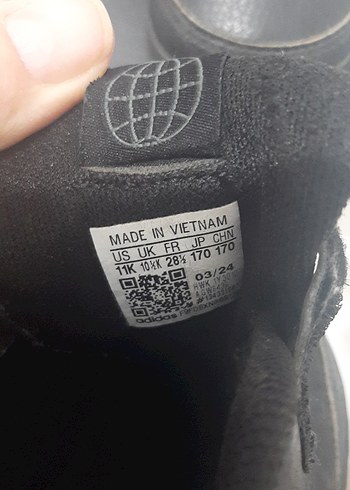 MADE IN VIETNAM
US UK FR JP CHN
11K 10½K 28½ 170 170
03/24
adidas